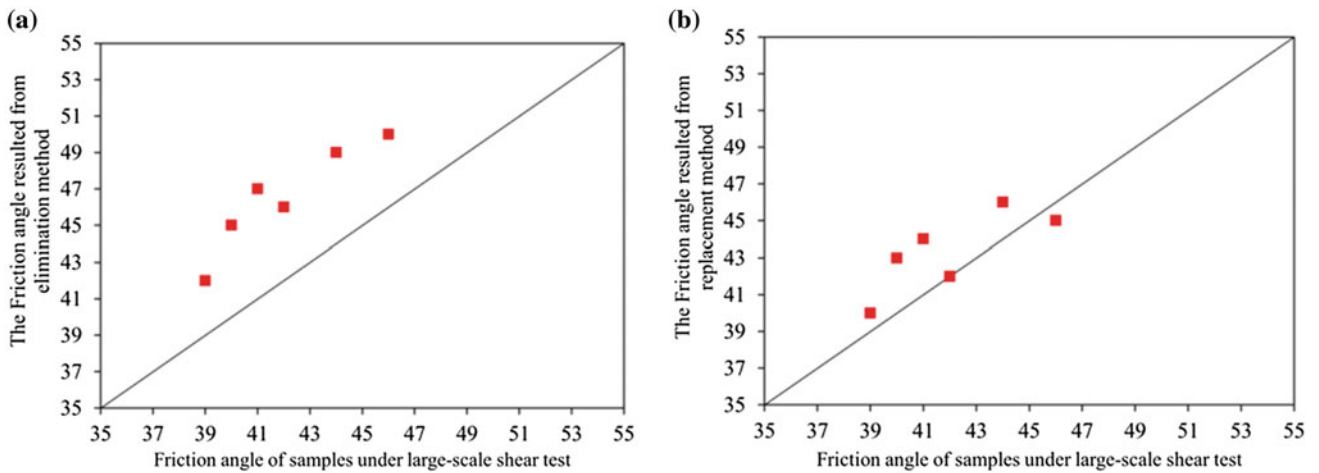 (a)
The Friction angle resulted from
elimination method
55
53
51
49
47
45
43
41
39
37
35
35 37 39 41 43 45 47 49 51 53 55
Friction angle of samples under large-scale shear test
(b)
The Friction angle resulted from
replacement method
55
53
51
49
47
45
43
41
39
37
35
35 37 39 41 43 45 47 49 51 53 55
Friction angle of samples under large-scale shear test